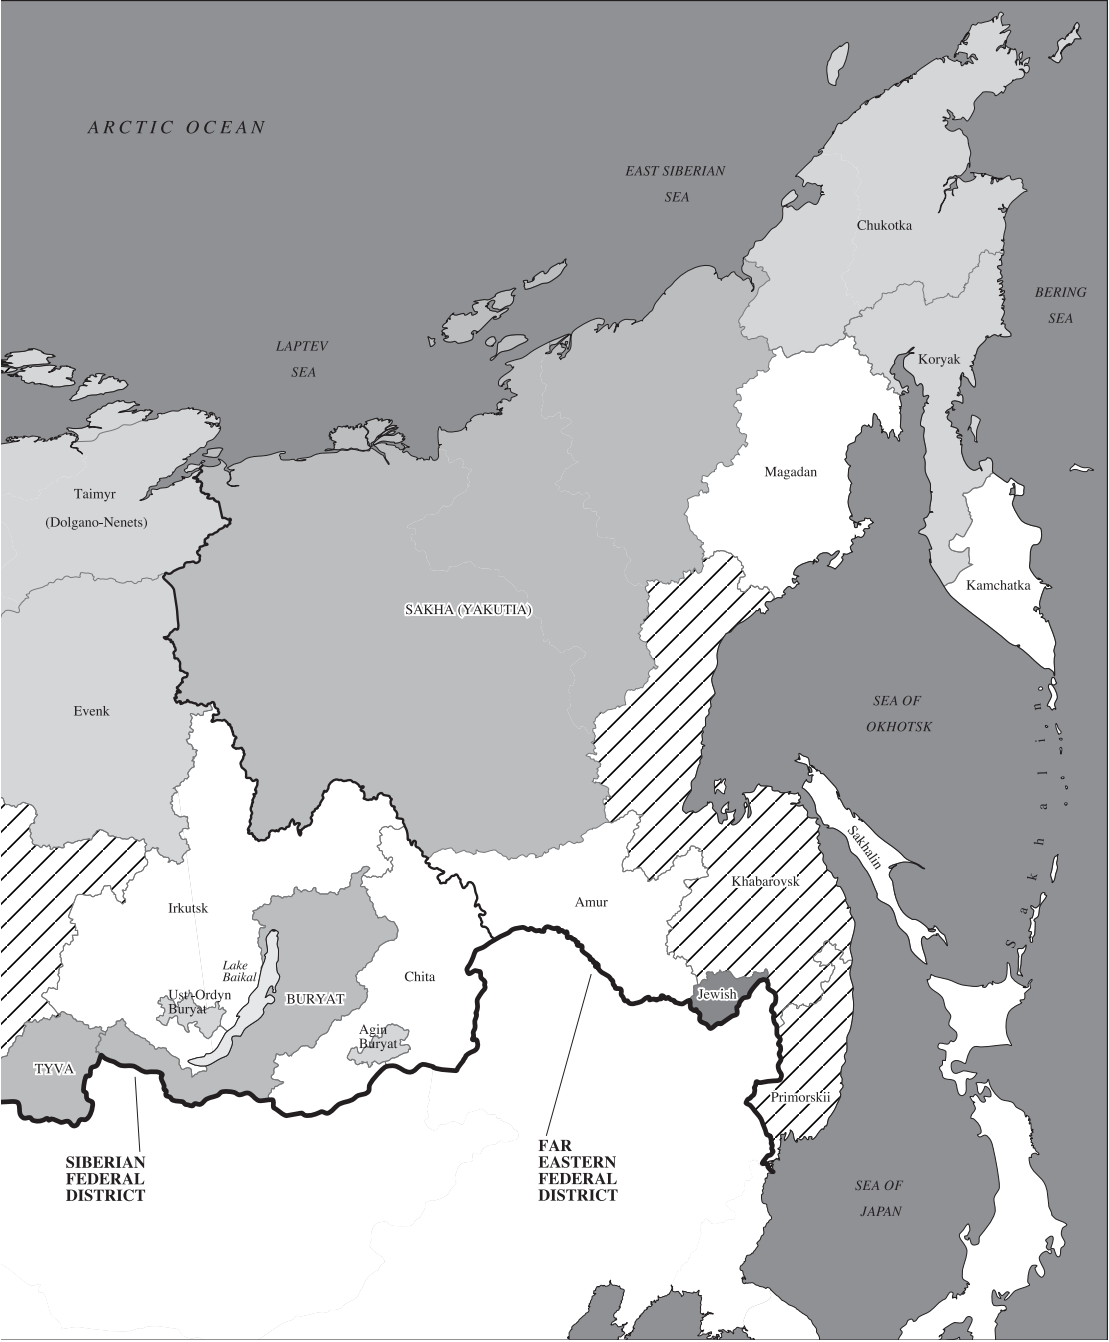 ARCTIC OCEAN
EAST SIBERIAN
SEA
Chukotka
BERING
SEA
LAPTEV
SEA
Koryak
Magadan
Taimyr
(Dolgano-Nenets)
Kamchatka
SAKHA (YAKUTIA)
SEA OF
OKHOTSK
Evenk
Sakhalin
Sakhalin
Khabarovsk
Amur
Irkutsk
Lake
Baikal
Chita
Jewish
Ust'-Ordyn
Buryat
BURYAT
Agin
Buryat
TYVA
Primorskii
SIBERIAN
FEDERAL
DISTRICT
FAR
EASTERN
FEDERAL
DISTRICT
SEA OF
JAPAN